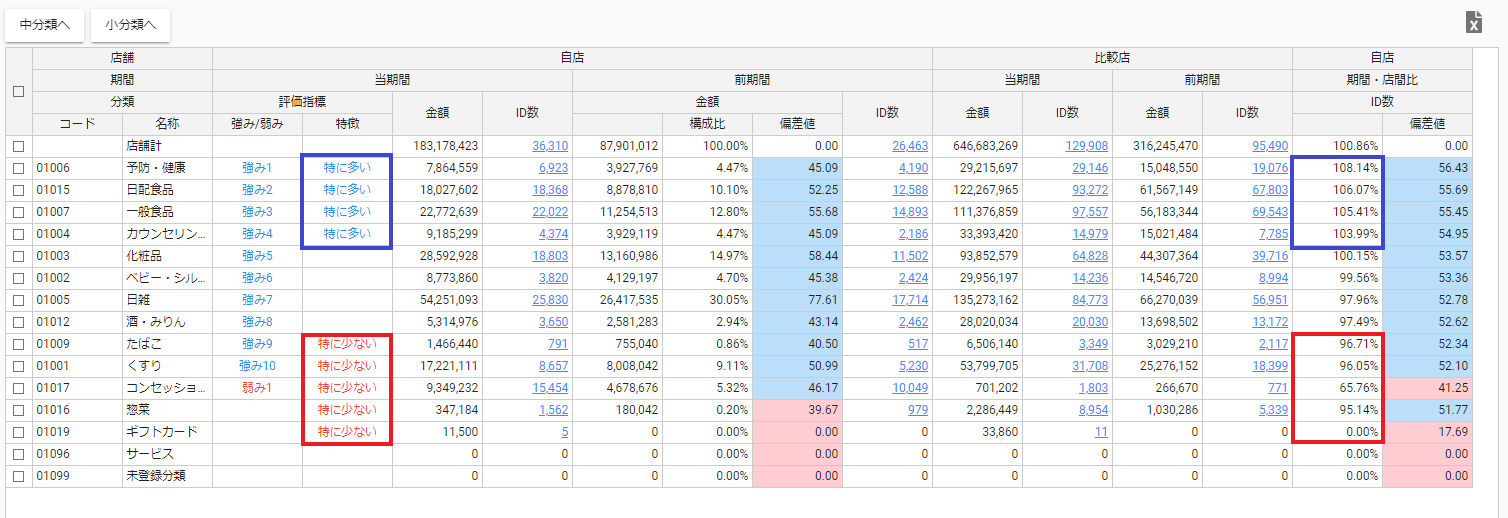 中分類へ 小分類へ
店舗 自店 比較店 自店
期間 当期間 前期間 当期間 前期間 期間・店間比
分類 評価指標 金額 ID数 金額 ID数 金額 ID数 金額 ID数 ID数
コード 名称 強み/弱み 特徴 構成比 偏差値 偏差値
店舗計 183,178,423 36,310 87,901,012 100.00% 0.00 26,463 646,683,269 129,908 316,245,470 95,490 100.86% 0.00
01006 予防・健康 強み1 特に多い 7,864,559 6,923 3,927,769 4.47% 45.09 4,190 29,215,697 29,146 15,048,550 19,076 108.14% 56.43
01015 日配食品 強み2 特に多い 18,027,602 18,368 8,878,810 10.10% 52.25 12,588 122,267,965 93,272 61,567,149 67,803 106.07% 55.69
01007 一般食品 強み3 特に多い 22,772,639 22,022 11,254,513 12.80% 55.68 14,893 111,376,859 97,557 56,183,344 69,543 105.41% 55.45
01004 カウンセリン... 強み4 特に多い 9,185,299 4,374 3,929,119 4.47% 45.09 2,186 33,393,420 14,979 15,021,484 7,785 103.99% 54.95
01003 化粧品 強み5 28,592,928 18,803 13,160,986 14.97% 58.44 11,502 93,852,579 64,828 44,307,364 39,716 100.15% 53.57
01002 ベビー・シル... 強み6 8,773,860 3,820 4,129,197 4.70% 45.38 2,424 29,956,197 14,236 14,546,720 8,994 99.56% 53.36
01005 日雑 強み7 54,251,093 25,830 26,417,535 30.05% 77.61 17,714 135,273,162 84,773 66,270,039 56,951 97.96% 52.78
01012 酒・みりん 強み8 5,314,976 3,650 2,581,283 2.94% 43.14 2,462 28,020,034 20,030 13,698,502 13,172 97.49% 52.62
01009 たばこ 強み9 特に少ない 1,466,440 791 755,040 0.86% 40.50 517 6,506,140 3,349 3,029,210 2,117 96.71% 52.34
01001 くすり 強み10 特に少ない 17,221,111 8,657 8,008,042 9.11% 50.99 5,230 53,799,705 31,708 25,276,152 18,399 96.05% 52.10
01017 コンセッショ... 弱み1 特に少ない 9,349,232 15,454 4,678,676 5.32% 46.17 10,049 701,202 1,803 266,670 771 65.76% 41.25
01016 惣菜 特に少ない 347,184 1,562 180,042 0.20% 39.67 979 2,286,449 8,954 1,030,286 5,339 95.14% 51.77
01019 ギフトカード 特に少ない 11,500 5 0 0.00% 0.00 0 33,860 11 0 0 0.00% 17.69
01096 サービス 0 0 0 0.00% 0.00 0 0 0 0 0 0.00% 0.00
01099 未登録分類 0 0 0 0.00% 0.00 0 0 0 0 0 0.00% 0.00